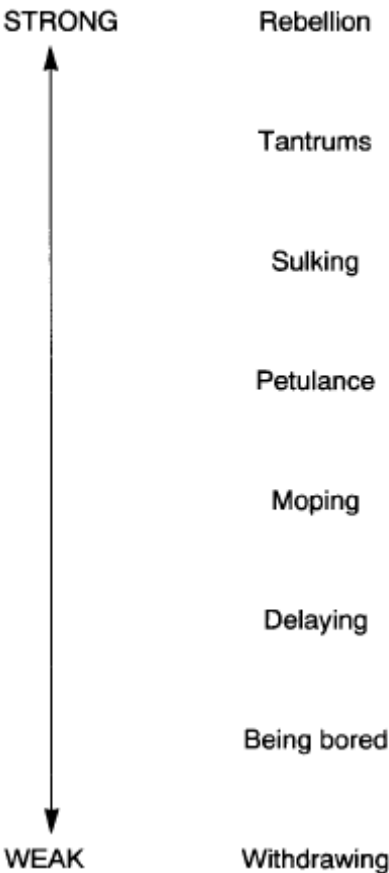 STRONG Rebellion
Tantrums
Sulking
Petulance
Moping
Delaying
Being bored
WEAK Withdrawing